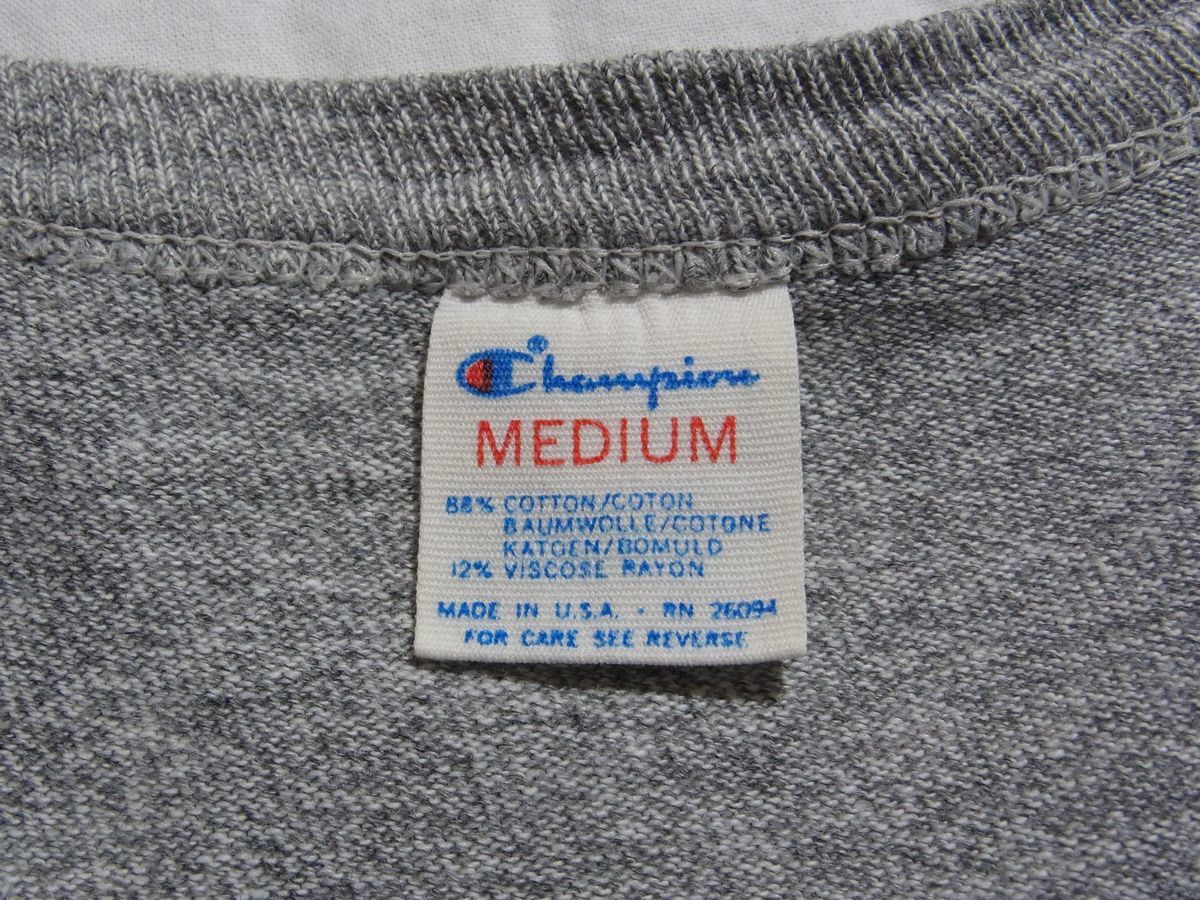 Champion®
MEDIUM
88% COTTON/COTON
BAUMWOLLE/COTONE
KATOEN/BOMULD
12% VISCOSE RAYON
MADE IN U.S.A. · RN 26094
FOR CARE SEE REVERSE